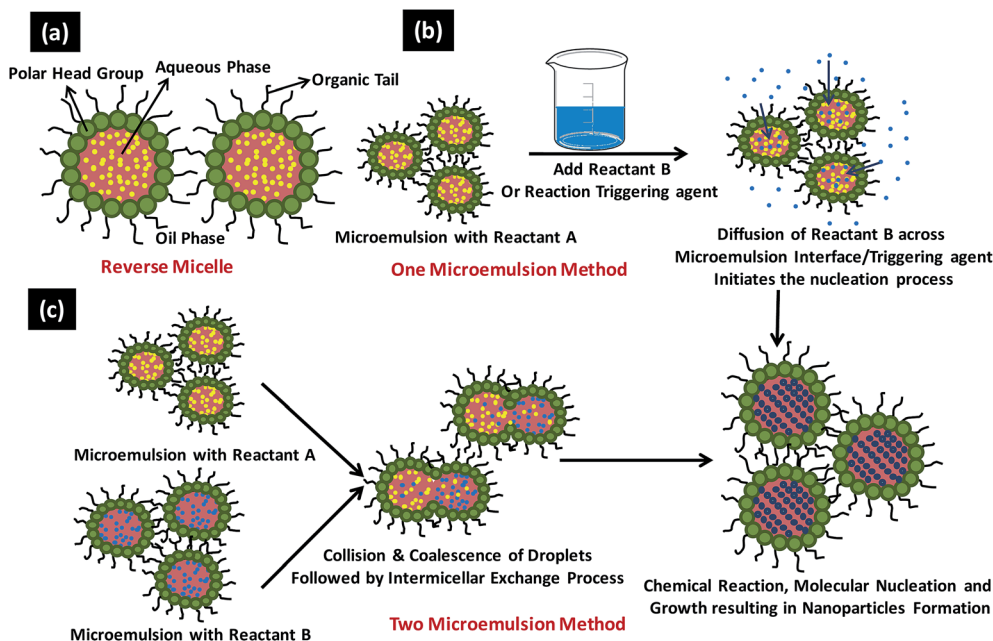 (a)
Polar Head Group
Aqueous Phase
Organic Tail
Oil Phase
Reverse Micelle
(b)
Microemulsion with Reactant A
Add Reactant B
Or Reaction Triggering agent
One Microemulsion Method
Diffusion of Reactant B across
Microemulsion Interface/Triggering agent
Initiates the nucleation process
(c)
Microemulsion with Reactant A
Microemulsion with Reactant B
Collision & Coalescence of Droplets
Followed by Intermicellar Exchange Process
Two Microemulsion Method
Chemical Reaction, Molecular Nucleation and
Growth resulting in Nanoparticles Formation